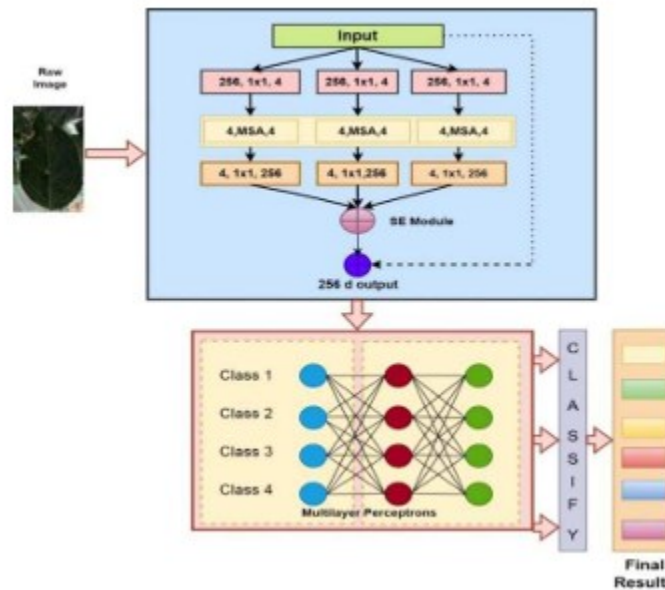 Input
Raw
Image
256, 1x1, 4 256, 1x1, 4 256, 1x1, 4
4,MSA,4 4,MSA,4 4,MSA,4
4, 1x1, 256 4, 1x1,256 4, 1x1, 256
SE Module
256 d output
Class 1
Class 2
Class 3
Class 4
Multilayer Perceptrons
C
L
A
S
S
I
F
Y
Final
Result